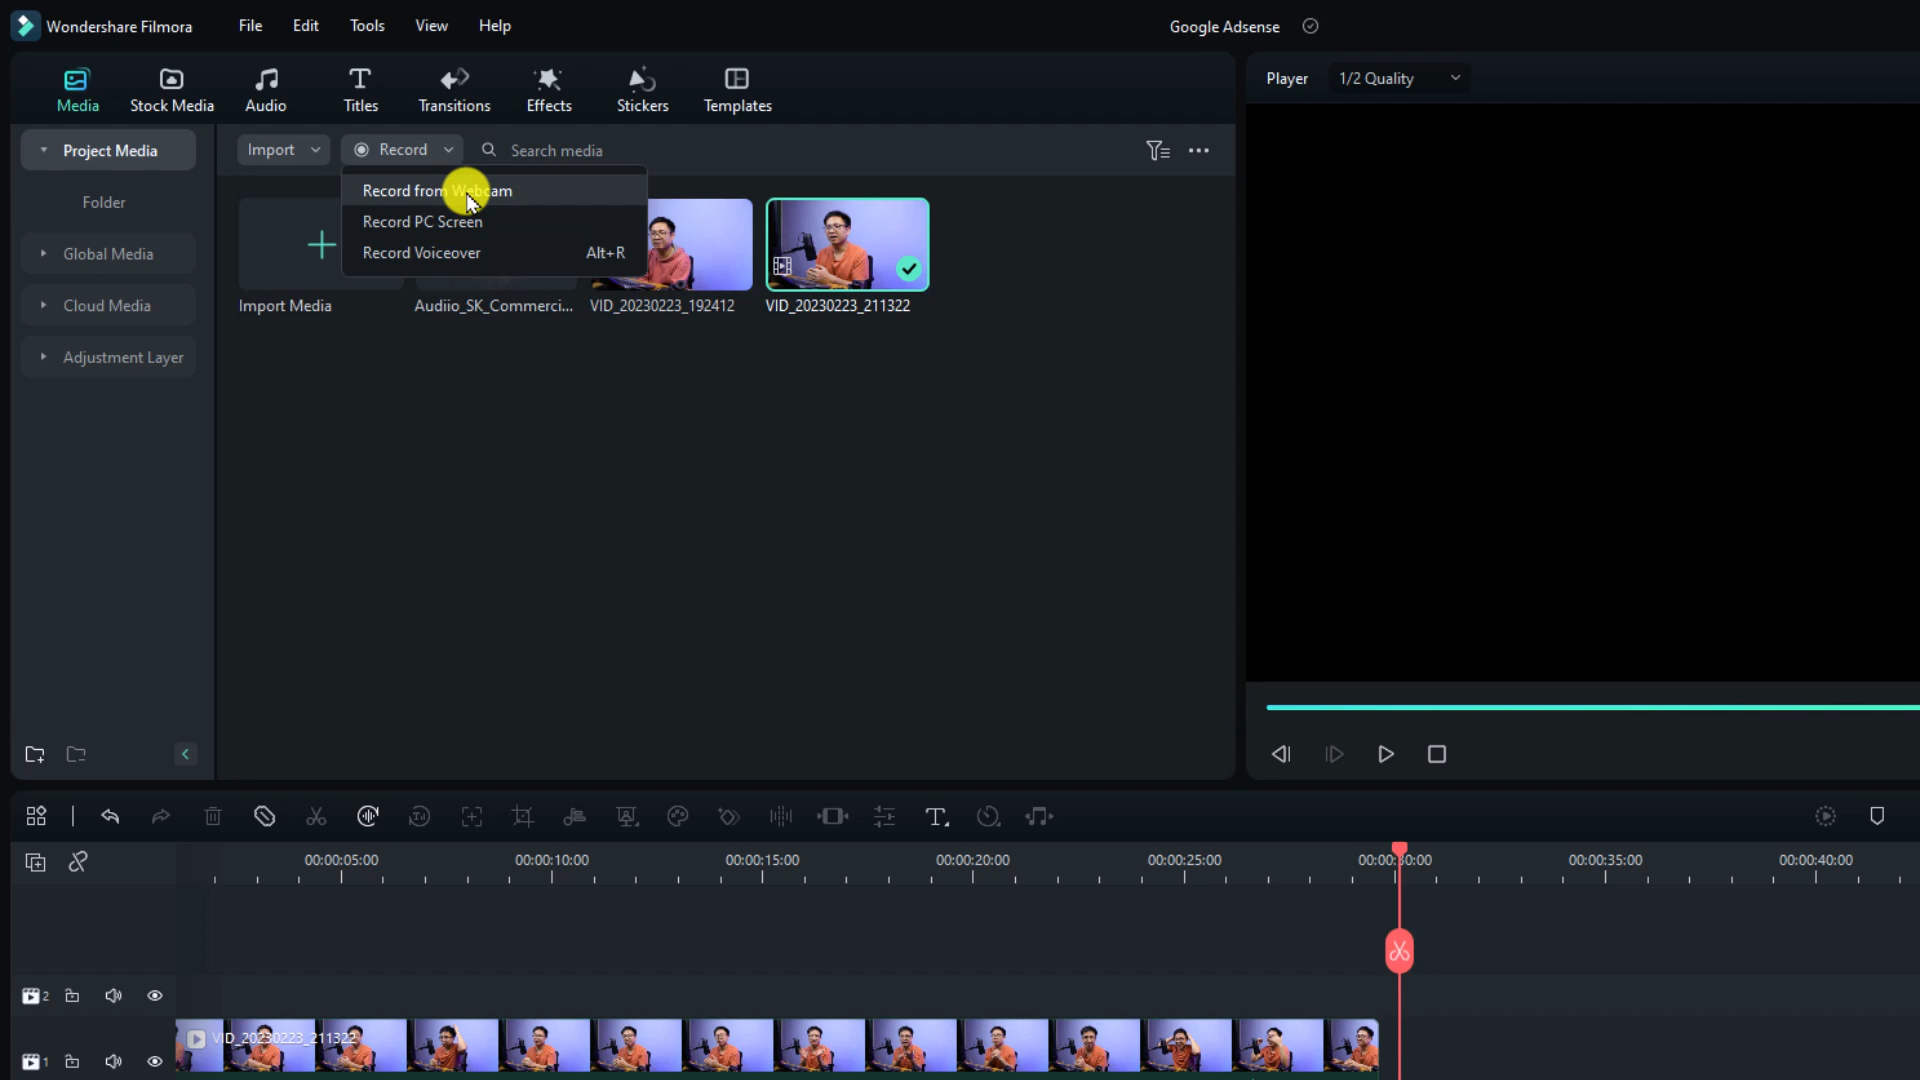 Wondershare Filmora
File
Edit
Tools
View
Help
Google Adsense
Media
Stock Media
Audio
Titles
Transitions
Effects
Stickers
Templates
Player
1/2 Quality
Project Media
Import
Record
Search media
Record from Webcam
Record PC Screen
Record Voiceover Alt+R
Folder
Global Media
Cloud Media
Adjustment Layer
Import Media
Audiio_SK_Commerci...
VID_20230223_192412
VID_20230223_211322
00:00:05:00
00:00:10:00
00:00:15:00
00:00:20:00
00:00:25:00
00:00:30:00
00:00:35:00
00:00:40:00
2
VID_20230223_211322
1